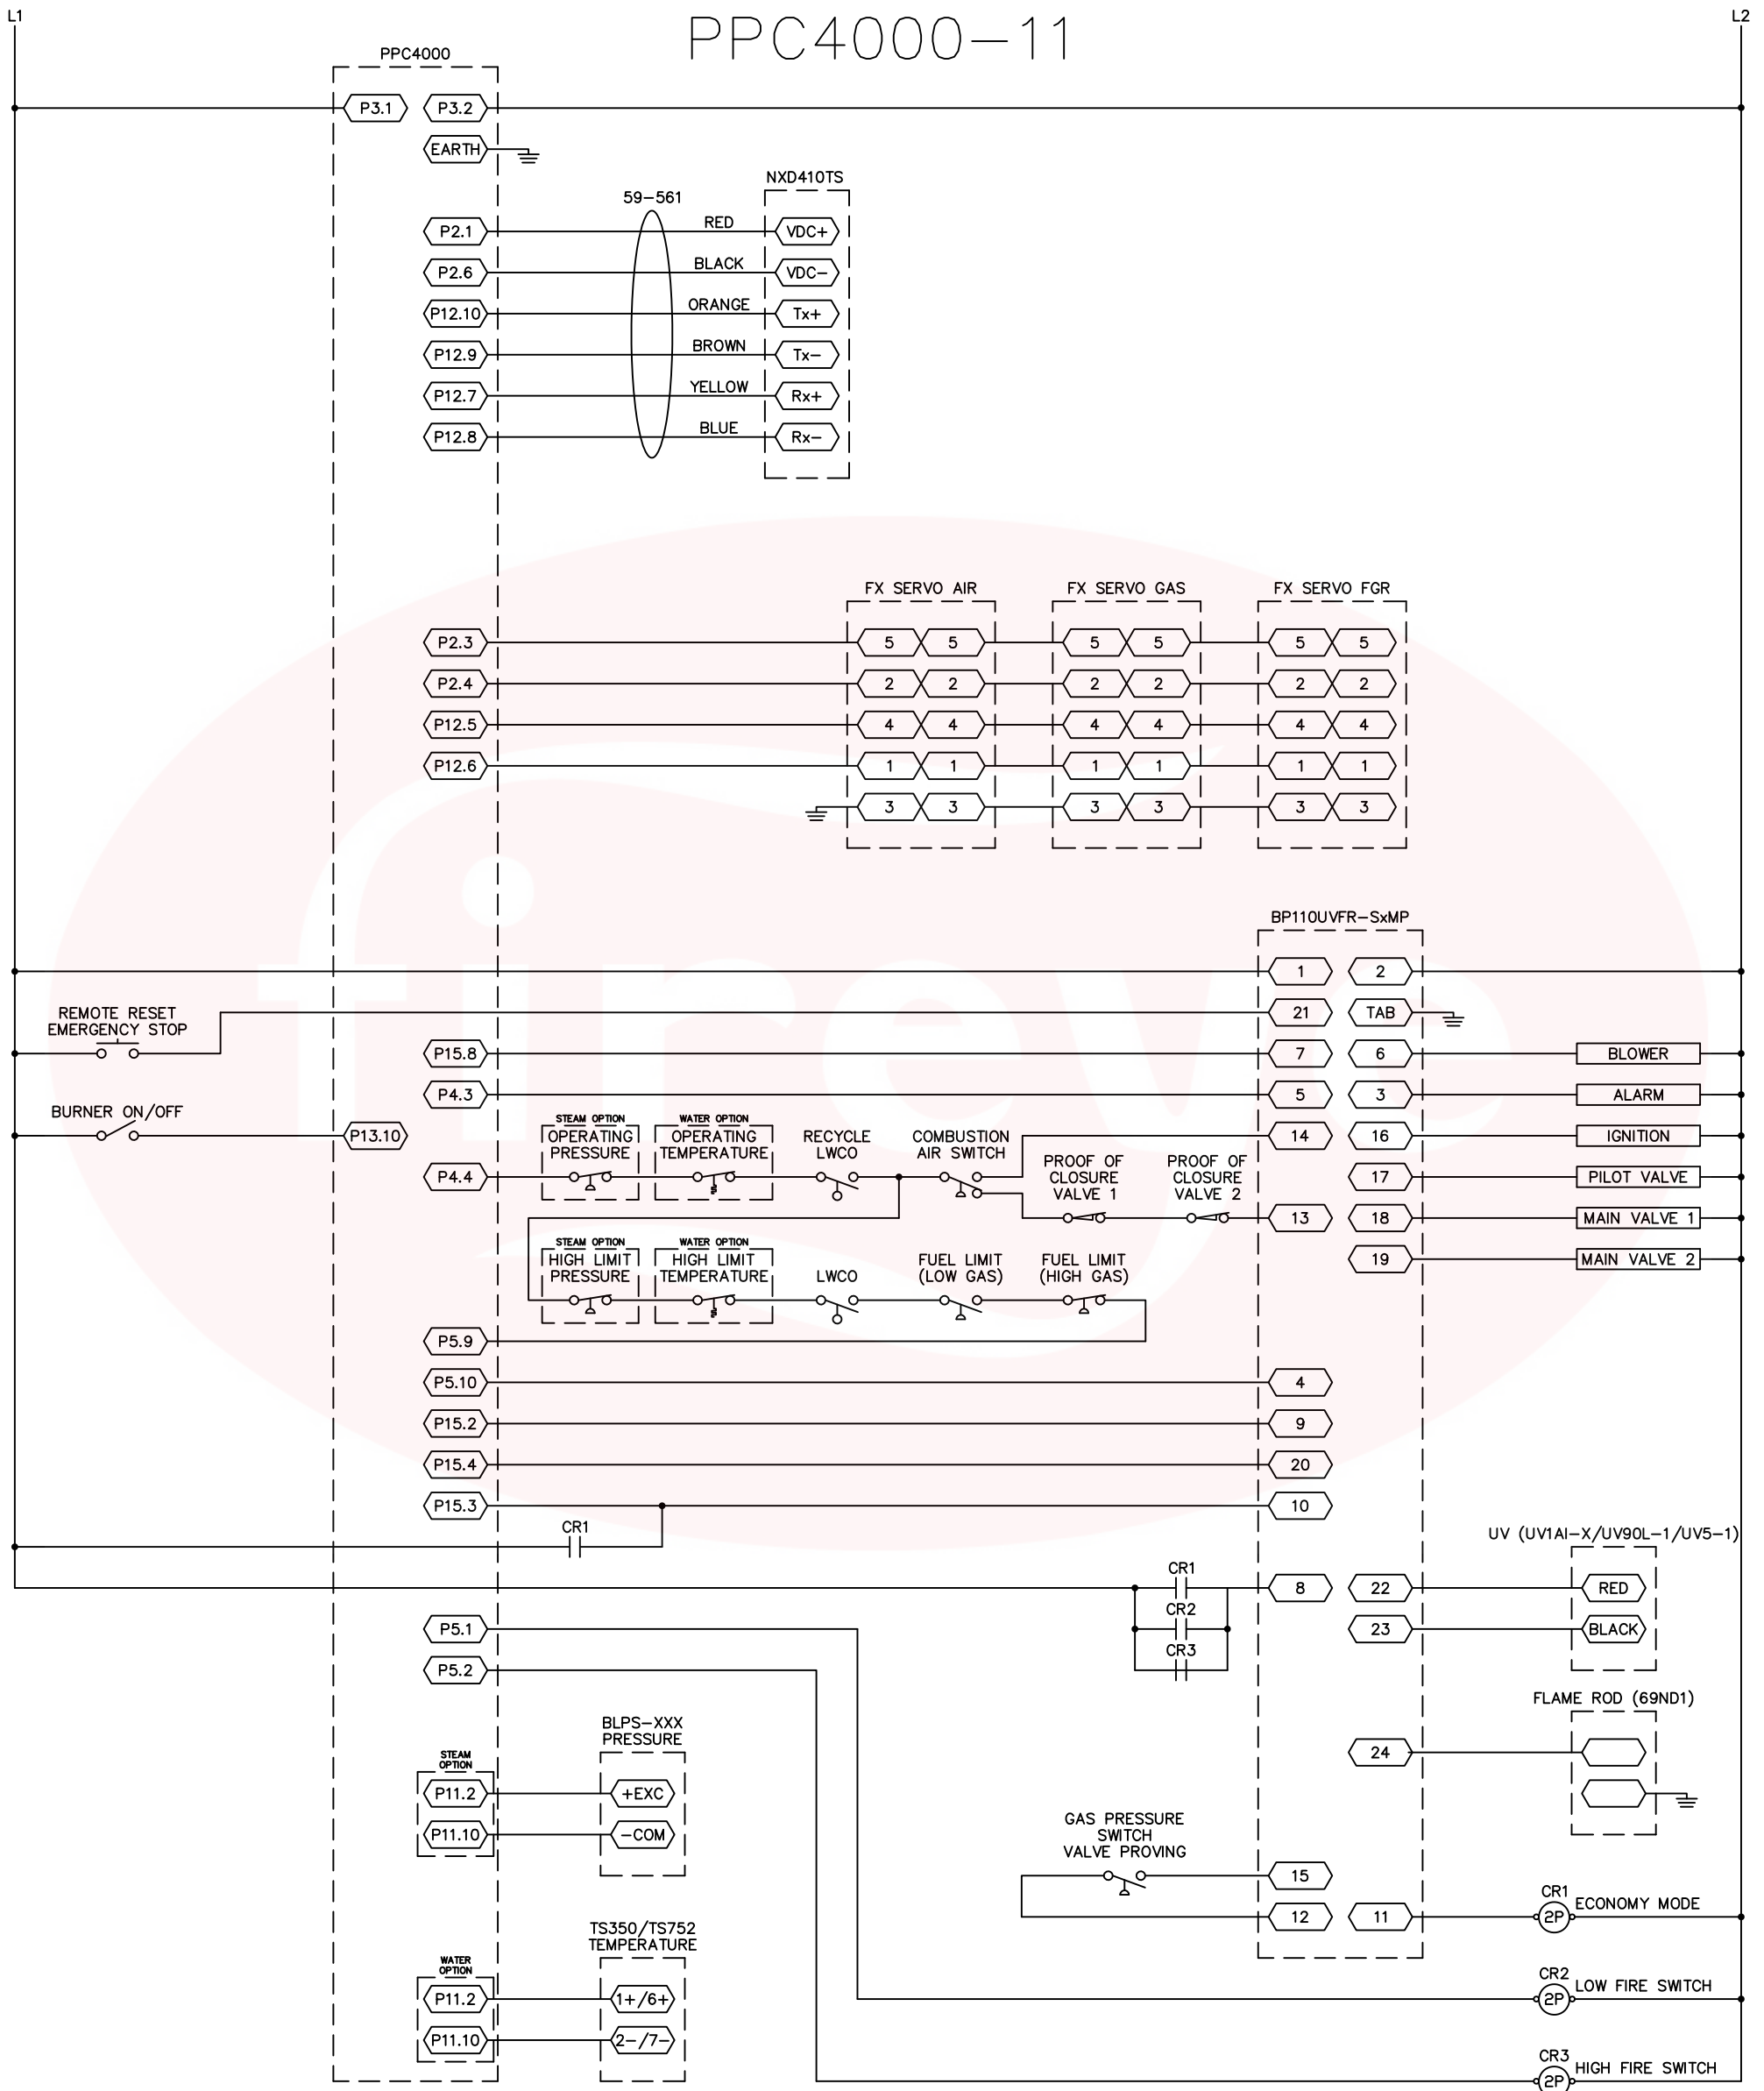 L1
PPC4000-11
L2
PPC4000
P3.1 P3.2
EARTH
NXD410TS
59-561
P2.1 RED VDC+
P2.6 BLACK VDC-
P12.10 ORANGE Tx+
P12.9 BROWN Tx-
P12.7 YELLOW Rx+
P12.8 BLUE Rx-
FX SERVO AIR FX SERVO GAS FX SERVO FGR
P2.3 5 5 5 5 5 5
P2.4 2 2 2 2 2 2
P12.5 4 4 4 4 4 4
P12.6 1 1 1 1 1 1
3 3 3 3 3 3
fireye
BP110UVFR-SxMP
1 2
REMOTE RESET
EMERGENCY STOP
21 TAB
P15.8 7 6 BLOWER
P4.3 5 3 ALARM
BURNER ON/OFF
P13.10
STEAM OPTION
OPERATING
PRESSURE
WATER OPTION
OPERATING
TEMPERATURE
RECYCLE
LWCO
COMBUSTION
AIR SWITCH
14 16 IGNITION
P4.4
PROOF OF
CLOSURE
VALVE 1
PROOF OF
CLOSURE
VALVE 2
17 PILOT VALVE
13 18 MAIN VALVE 1
STEAM OPTION
HIGH LIMIT
PRESSURE
WATER OPTION
HIGH LIMIT
TEMPERATURE
LWCO
FUEL LIMIT
(LOW GAS)
FUEL LIMIT
(HIGH GAS)
19 MAIN VALVE 2
P5.9
P5.10 4
P15.2 9
P15.4 20
P15.3 10
CR1
UV (UV1AI-X/UV90L-1/UV5-1)
CR1
8 22 RED
P5.1 CR2 23 BLACK
P5.2 CR3
FLAME ROD (69ND1)
24
BLPS-XXX
PRESSURE
STEAM
OPTION
P11.2 +EXC
P11.10 -COM
GAS PRESSURE
SWITCH
VALVE PROVING
15
12 11
CR1
2P
ECONOMY MODE
TS350/TS752
TEMPERATURE
WATER
OPTION
P11.2 1+/6+
P11.10 2-/7-
CR2
2P
LOW FIRE SWITCH
CR3
2P
HIGH FIRE SWITCH